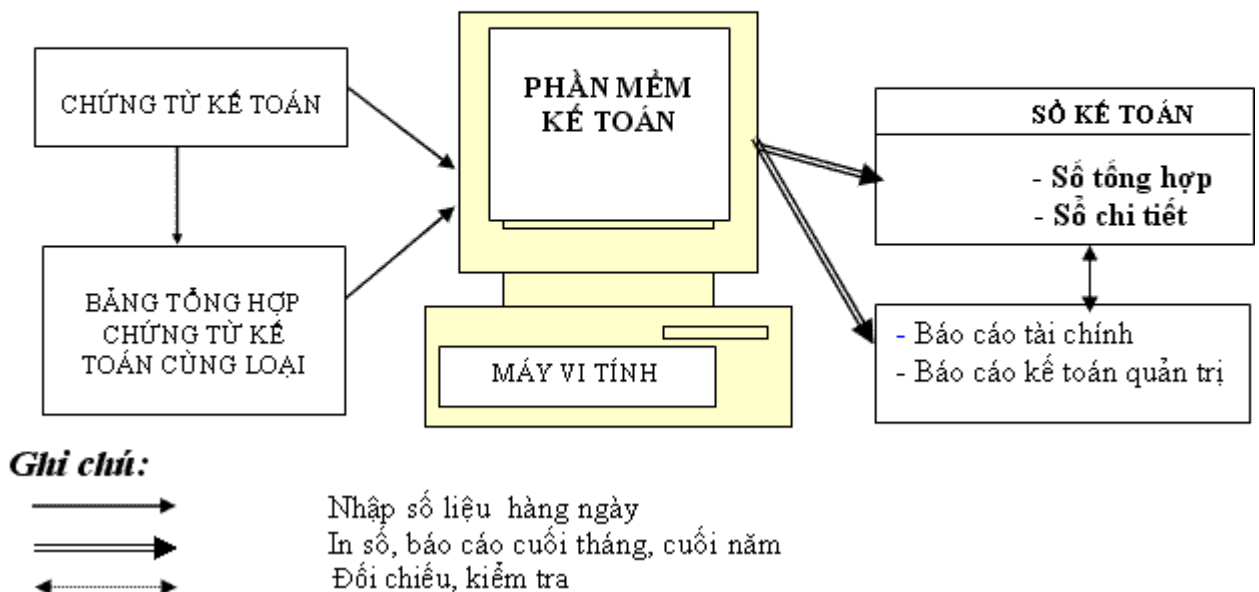 CHỨNG TỪ KẾ TOÁN
BẢNG TỔNG HỢP
CHỨNG TỪ KẾ
TOÁN CÙNG LOẠI
PHẦN MỀM
KẾ TOÁN
MÁY VI TÍNH
SỔ KẾ TOÁN
- Sổ tổng hợp
- Sổ chi tiết
- Báo cáo tài chính
- Báo cáo kế toán quản trị
Ghi chú:
Nhập số liệu hàng ngày
In sổ, báo cáo cuối tháng, cuối năm
Đối chiếu, kiểm tra